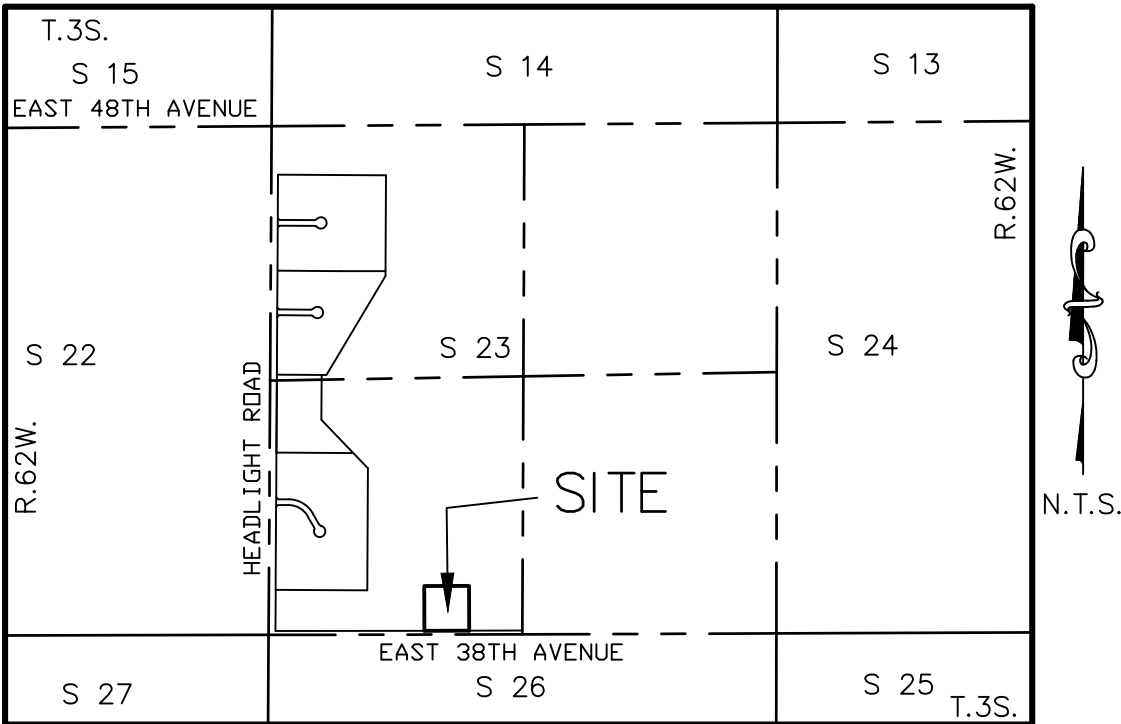 T.3S.
S 15
S 14
S 13
EAST 48TH AVENUE
R.62W.
S 22
S 23
S 24
HEADLIGHT ROAD
R.62W.
SITE
N.T.S.
EAST 38TH AVENUE
S 27
S 26
S 25
T.3S.